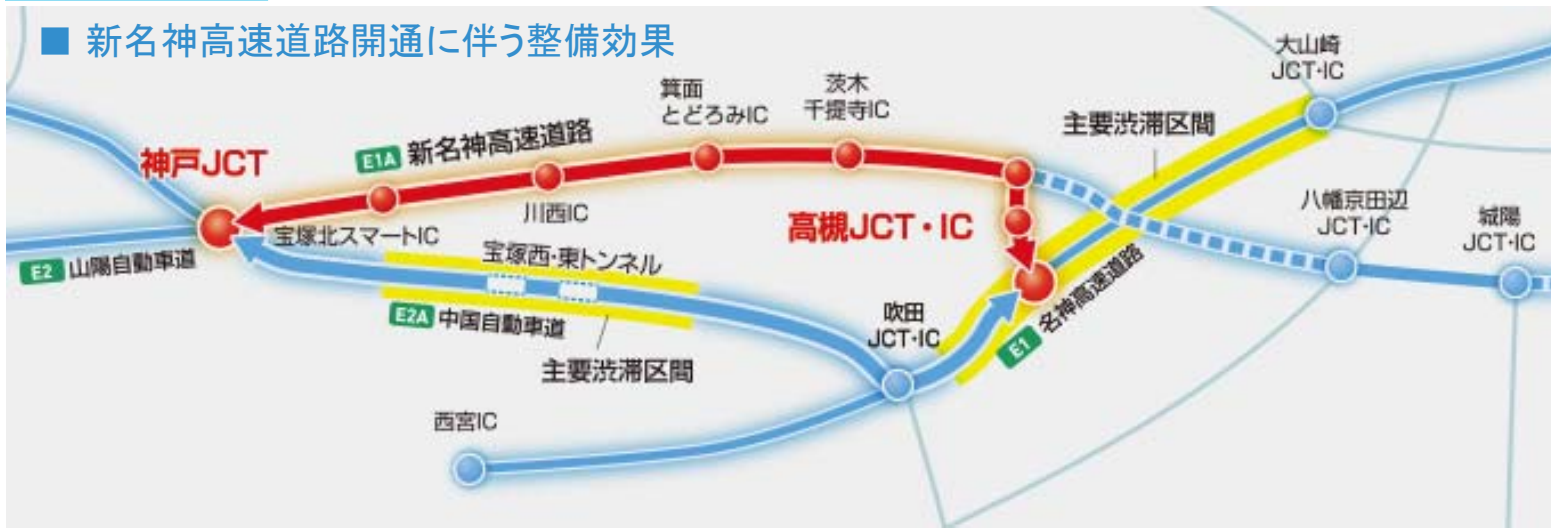 ■ 新名神高速道路開通に伴う整備効果
大山崎
JCT・IC
箕面
とどろみIC
茨木
千提寺IC
主要渋滞区間
E1A 新名神高速道路
神戸JCT
川西IC
宝塚北スマートIC
高槻JCT・IC
八幡京田辺
JCT・IC
城陽
JCT・IC
E2 山陽自動車道
宝塚西・東トンネル
E2A 中国自動車道
主要渋滞区間
吹田
JCT・IC
E1 名神高速道路
西宮IC